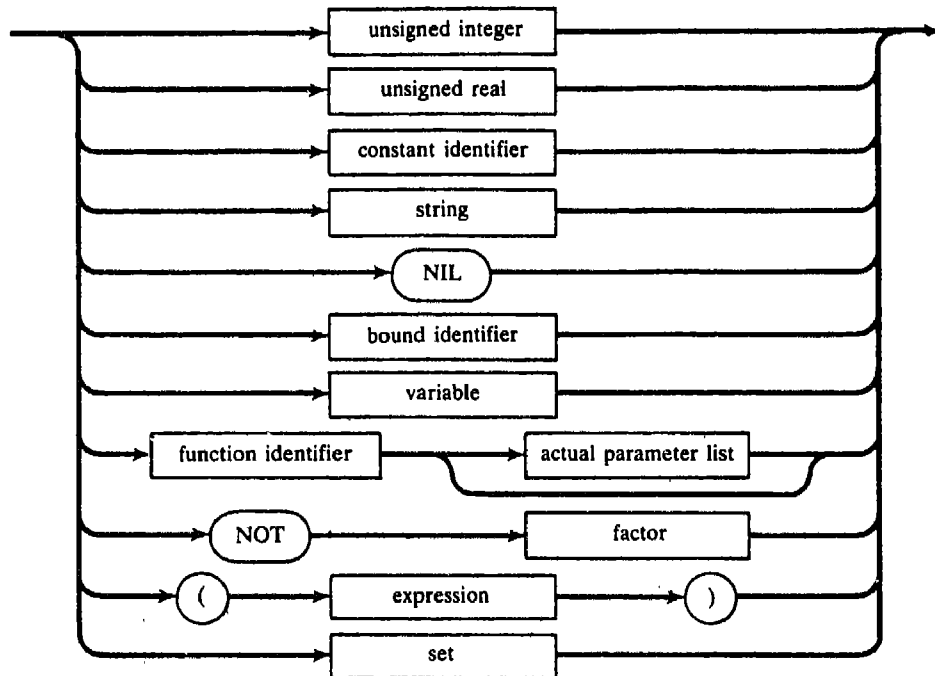 unsigned integer
unsigned real
constant identifier
string
NIL
bound identifier
variable
function identifier actual parameter list
NOT factor
( expression )
set